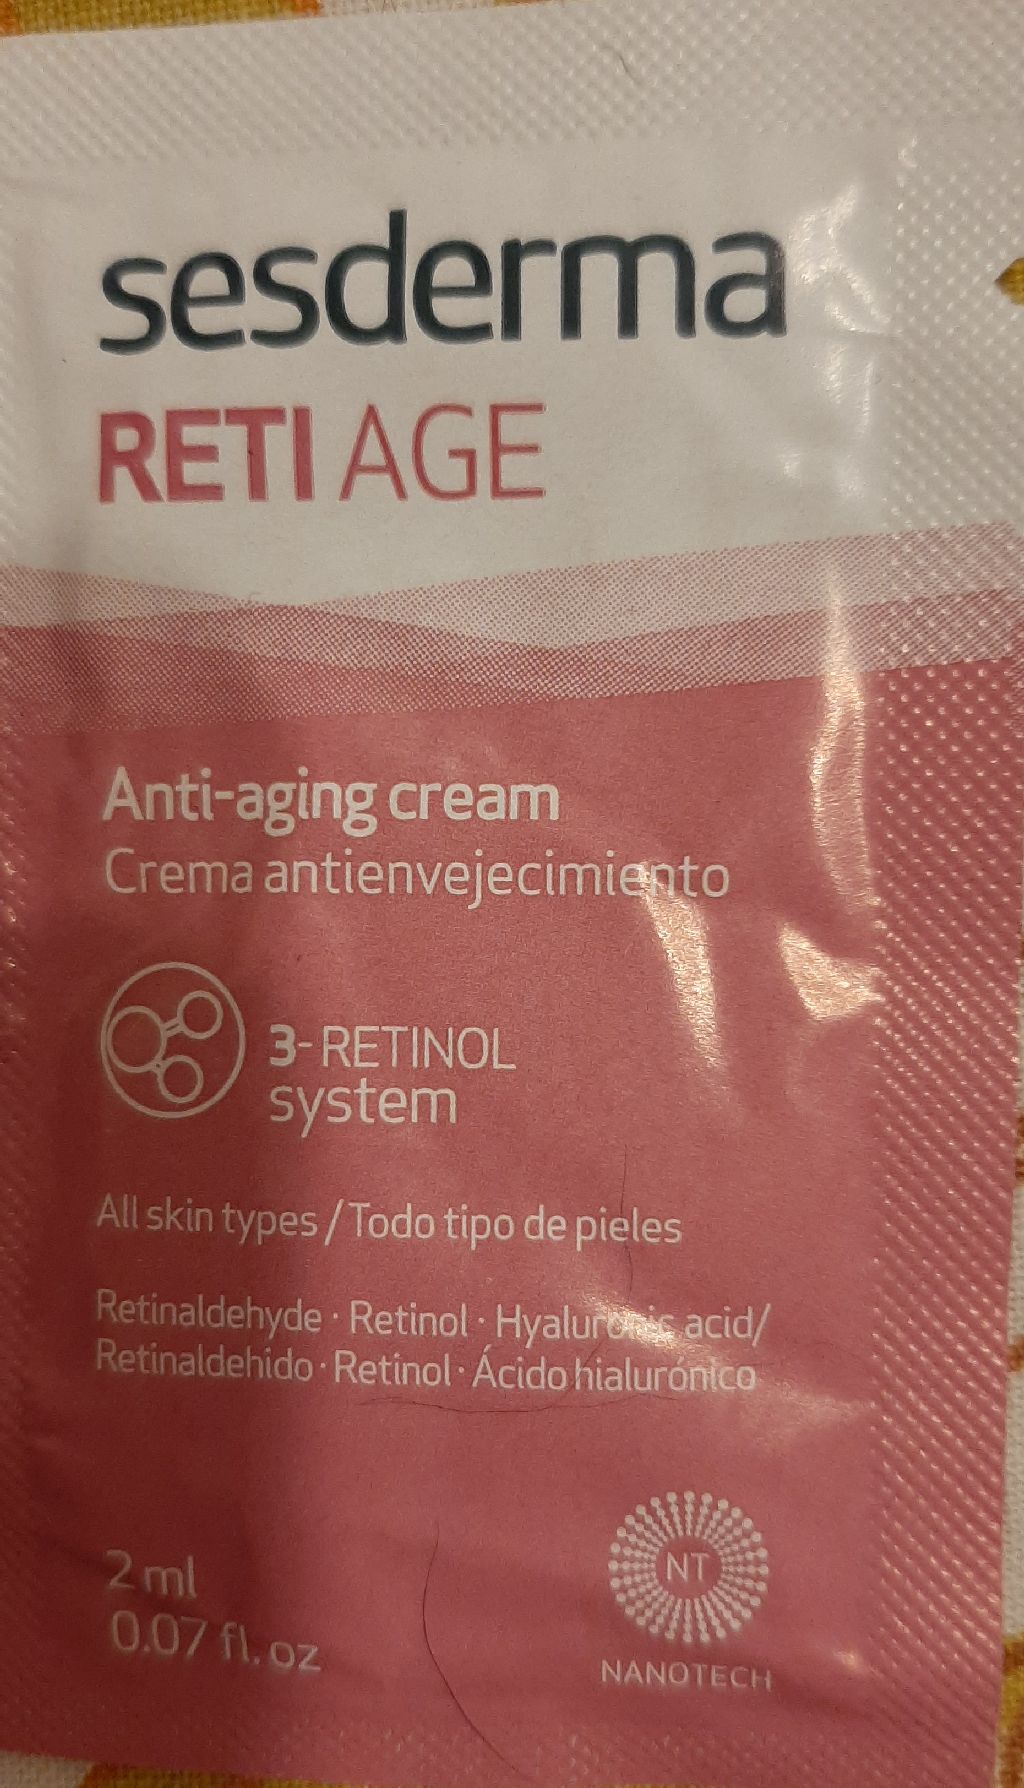 sesderma
RETI AGE
Anti-aging cream
Crema antienvejecimiento
3-RETINOL
system
All skin types / Todo tipo de pieles
Retinaldehyde · Retinol · Hyaluronic acid/
Retinaldehido · Retinol · Ácido hialurónico
2 ml
0.07 fl. oz
NT
NANOTECH